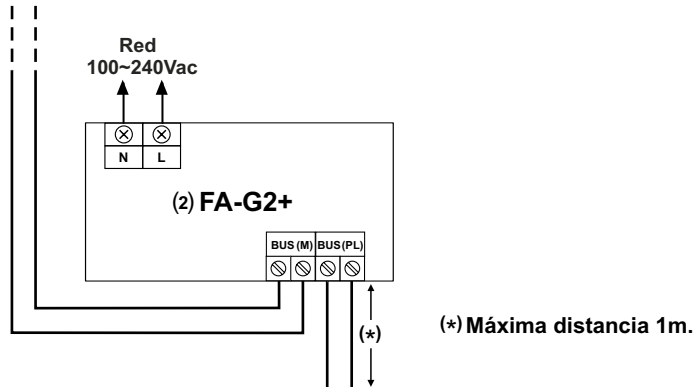 Red
100~240Vac
N L
(2) FA-G2+
BUS (M) BUS (PL)
(*)
(*) Máxima distancia 1m.